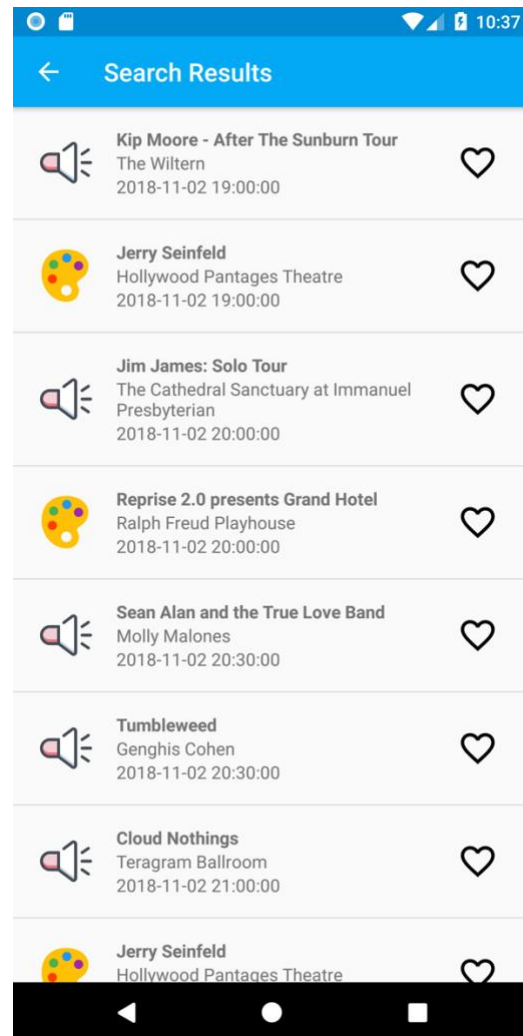 10:37
Search Results
Kip Moore - After The Sunburn Tour
The Wiltern
2018-11-02 19:00:00
Jerry Seinfeld
Hollywood Pantages Theatre
2018-11-02 19:00:00
Jim James: Solo Tour
The Cathedral Sanctuary at Immanuel
Presbyterian
2018-11-02 20:00:00
Reprise 2.0 presents Grand Hotel
Ralph Freud Playhouse
2018-11-02 20:00:00
Sean Alan and the True Love Band
Molly Malones
2018-11-02 20:30:00
Tumbleweed
Genghis Cohen
2018-11-02 20:30:00
Cloud Nothings
Teragram Ballroom
2018-11-02 21:00:00
Jerry Seinfeld
Hollywood Pantages Theatre